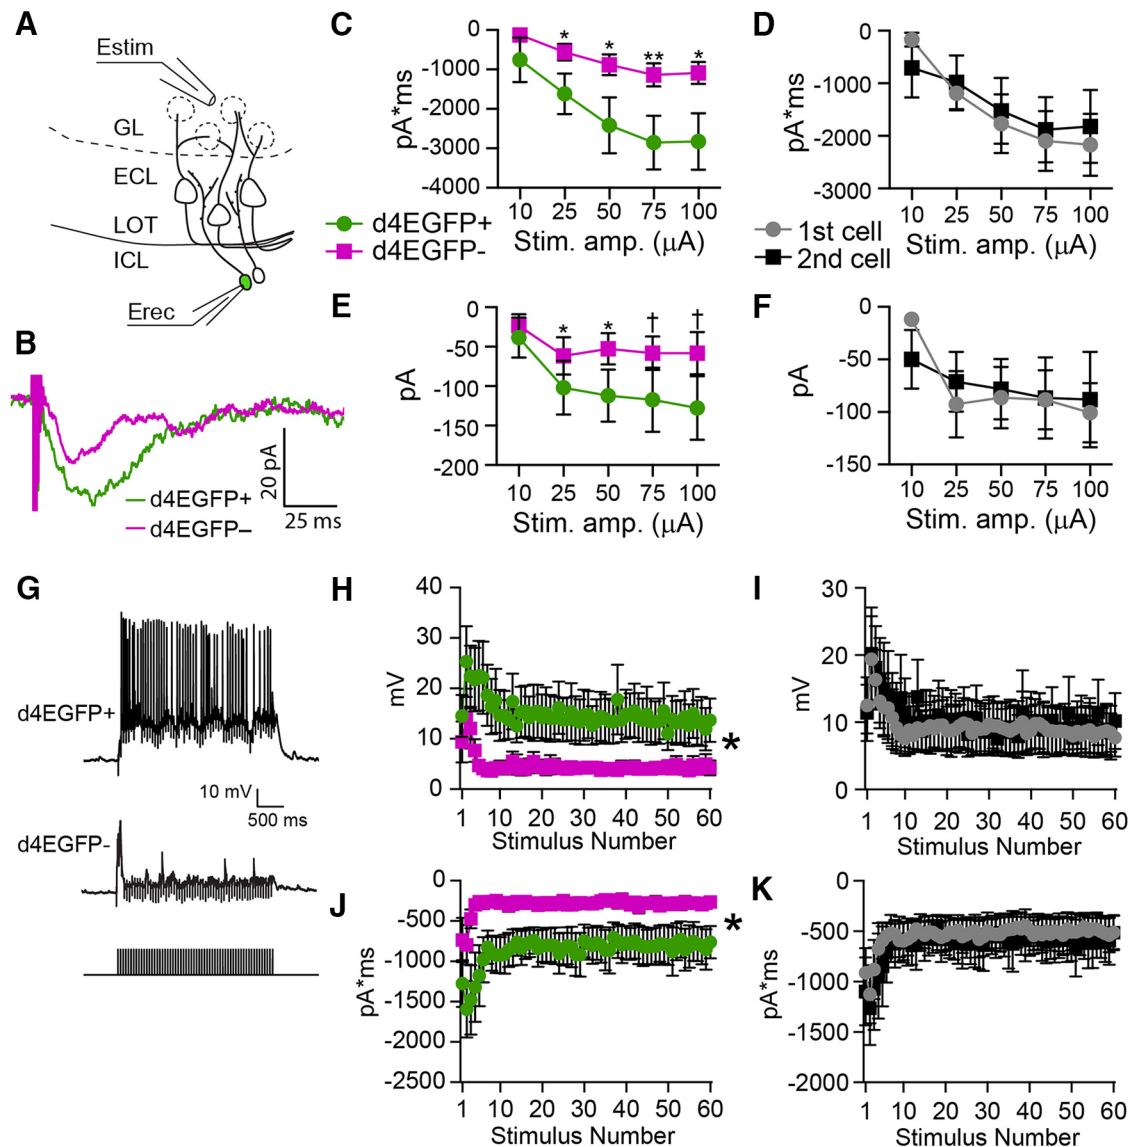 A
Estim
GL
ECL
LOT
ICL
Erec
B
20 pA
25 ms
d4EGFP+
d4EGFP–
C
0
-1000
-2000
-3000
-4000
pA*ms
* * ** *
10 25 50 75 100
Stim. amp. (μA)
d4EGFP+
d4EGFP-
D
0
-1000
-2000
-3000
pA*ms
10 25 50 75 100
Stim. amp. (μA)
1st cell
2nd cell
E
0
-50
-100
-150
-200
pA
* * † †
10 25 50 75 100
Stim. amp. (μA)
F
0
-50
-100
-150
pA
10 25 50 75 100
Stim. amp. (μA)
G
d4EGFP+
10 mV
500 ms
d4EGFP-
H
40
30
20
10
0
mV
*
1 10 20 30 40 50 60
Stimulus Number
I
30
20
10
0
mV
1 10 20 30 40 50 60
Stimulus Number
J
0
-500
-1000
-1500
-2000
-2500
pA*ms
*
1 10 20 30 40 50 60
Stimulus Number
K
0
-500
-1000
-1500
-2000
pA*ms
1 10 20 30 40 50 60
Stimulus Number